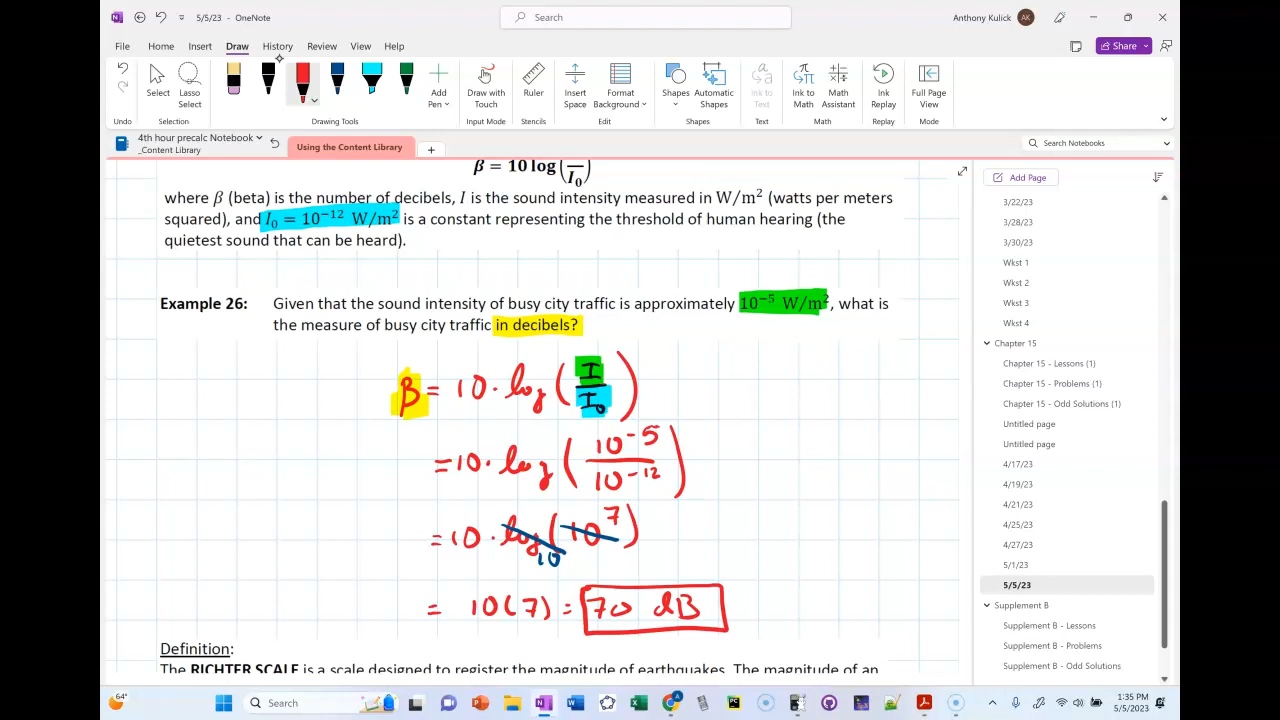 5/5/23 - OneNote
Search
Anthony Kulick AK
File Home Insert Draw History Review View Help
Share
Undo
Select
Lasso Select
Selection
Add Pen
Drawing Tools
Draw with Touch
Input Mode
Ruler
Stencils
Insert Space
Format Background
Edit
Shapes
Automatic Shapes
Shapes
Ink to Text
Text
Ink to Math
Math Assistant
Math
Ink Replay
Replay
Full Page View
Mode
4th hour precalc Notebook
_Content Library
Using the Content Library
Search Notebooks
β = 10 log(/I₀)
where β (beta) is the number of decibels, I is the sound intensity measured in W/m² (watts per meters
squared), and I₀ = 10⁻¹² W/m² is a constant representing the threshold of human hearing (the
quietest sound that can be heard).
Example 26: Given that the sound intensity of busy city traffic is approximately 10⁻⁵ W/m², what is
the measure of busy city traffic in decibels?
β = 10 · log(I/I₀)
= 10 · log(10⁻⁵/10⁻¹²)
= 10 · log₁₀(10⁷)
= 10(7) = 70 dB
Definition:
The RICHTER SCALE is a scale designed to register the magnitude of earthquakes. The magnitude of an
Add Page
3/22/23
3/28/23
3/30/23
Wkst 1
Wkst 2
Wkst 3
Wkst 4
Chapter 15
Chapter 15 - Lessons (1)
Chapter 15 - Problems (1)
Chapter 15 - Odd Solutions (1)
Untitled page
Untitled page
4/17/23
4/19/23
4/21/23
4/25/23
4/27/23
5/1/23
5/5/23
Supplement B
Supplement B - Lessons
Supplement B - Problems
Supplement B - Odd Solutions
64°
Search
1:35 PM
5/5/2023